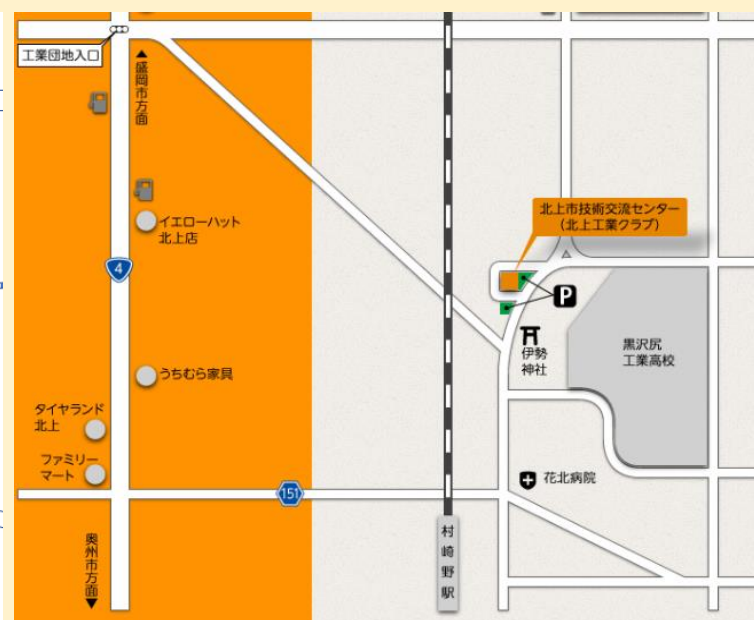 工業団地入口
▲盛岡市方面
イエローハット
北上店
4
北上市技術交流センター
(北上工業クラブ)
P
伊勢
神社
黒沢尻
工業高校
うちむら家具
タイヤランド
北上
ファミリー
マート
151
花北病院
村崎野駅
奥州市方面▼